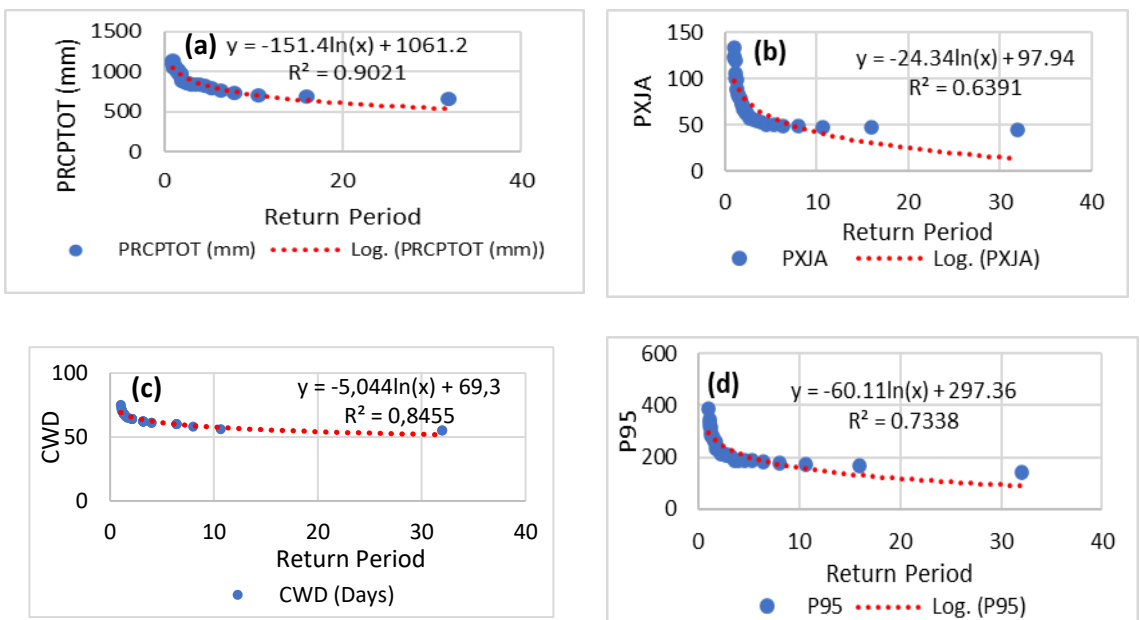 (a)
y = -151.4ln(x) + 1061.2
R² = 0.9021
PRCPTOT (mm)
1500
1000
500
0
0 20 40
Return Period
PRCPTOT (mm) Log. (PRCPTOT (mm))
(b)
y = -24.34ln(x) + 97.94
R² = 0.6391
PXJA
150
100
50
0
0 10 20 30 40
Return Period
PXJA Log. (PXJA)
(c)
y = -5,044ln(x) + 69,3
R² = 0,8455
CWD
100
50
0
0 10 20 30 40
Return Period
CWD (Days)
(d)
y = -60.11ln(x) + 297.36
R² = 0.7338
P95
600
400
200
0
0 10 20 30 40
Return Period
P95 Log. (P95)